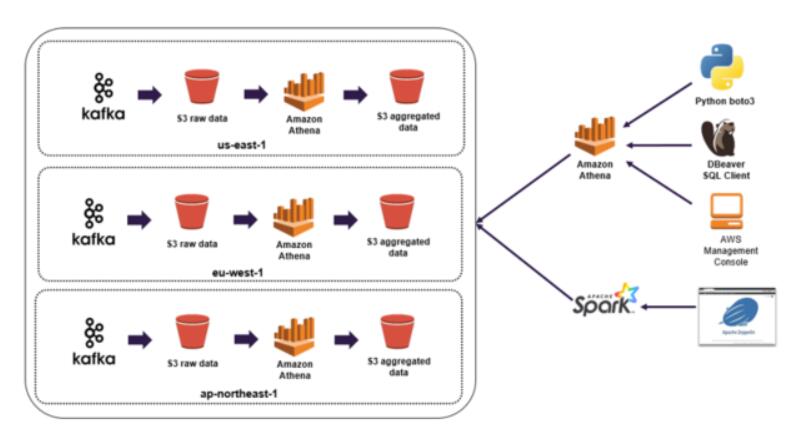 kafka
S3 raw data
Amazon
Athena
S3 aggregated
data
us-east-1
kafka
S3 raw data
Amazon
Athena
S3 aggregated
data
eu-west-1
kafka
S3 raw data
Amazon
Athena
S3 aggregated
data
ap-northeast-1
Amazon
Athena
Python boto3
DBeaver
SQL Client
AWS
Management
Console
APACHE
Spark
Apache Zeppelin